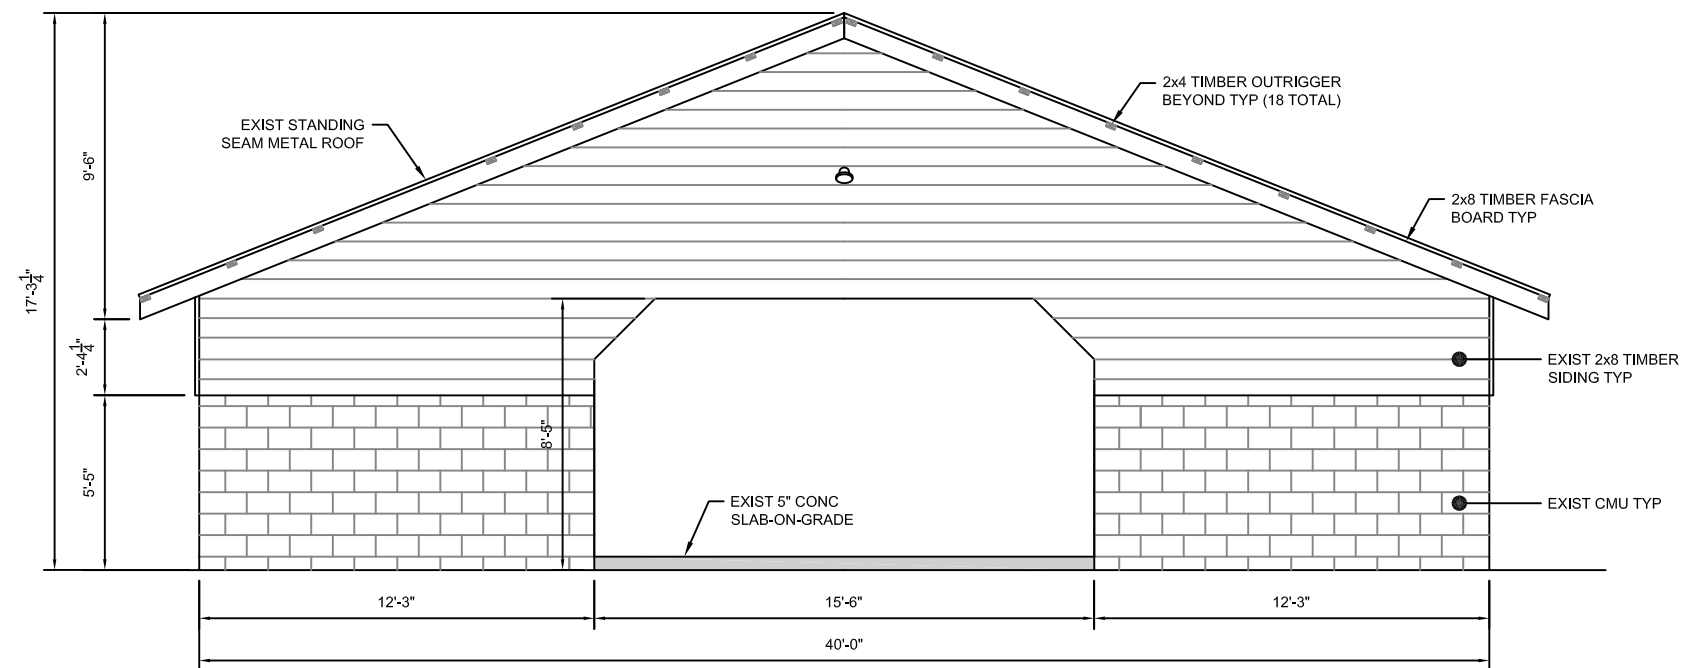 2x4 TIMBER OUTRIGGER
BEYOND TYP (18 TOTAL)
EXIST STANDING
SEAM METAL ROOF
9'-6"
2x8 TIMBER FASCIA
BOARD TYP
17'-3 1/4"
2'-4 1/4"
EXIST 2x8 TIMBER
SIDING TYP
8'-5"
5'-5"
EXIST 5" CONC
SLAB-ON-GRADE
EXIST CMU TYP
12'-3"
15'-6"
12'-3"
40'-0"